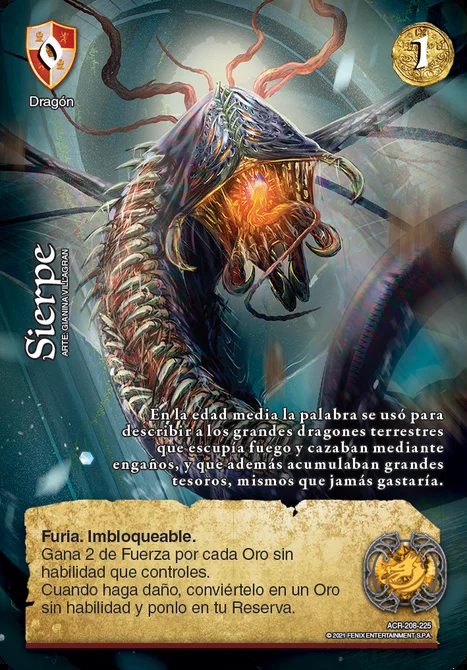 0
1
Dragón
Sierpe
ARTE: GIANINA VILLAGRAN
En la edad media la palabra se usó para
describir a los grandes dragones terrestres
que escupía fuego y cazaban mediante
engaños, y que además acumulaban grandes
tesoros, mismos que jamás gastaría.
Furia. Imbloqueable.
Gana 2 de Fuerza por cada Oro sin
habilidad que controles.
Cuando haga daño, conviértelo en un Oro
sin habilidad y ponlo en tu Reserva.
ACR-208-225
©2021 FENIX ENTERTAINMENT S.P.A.